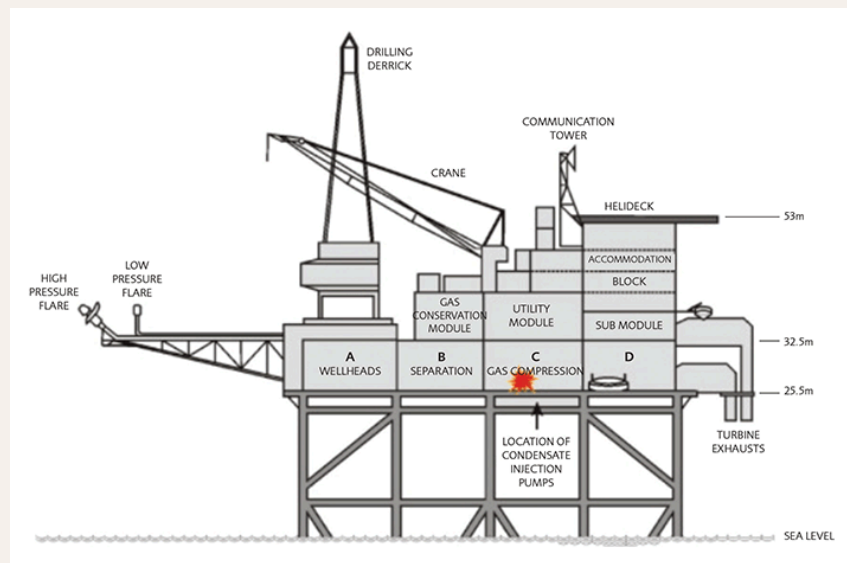 DRILLING
DERRICK
COMMUNICATION
TOWER
CRANE
HELIDECK
53m
ACCOMMODATION
BLOCK
LOW
PRESSURE
FLARE
HIGH
PRESSURE
FLARE
GAS
CONSERVATION
MODULE
UTILITY
MODULE
SUB MODULE
32.5m
A
WELLHEADS
B
SEPARATION
C
GAS COMPRESSION
D
25.5m
LOCATION OF
CONDENSATE
INJECTION
PUMPS
TURBINE
EXHAUSTS
SEA LEVEL